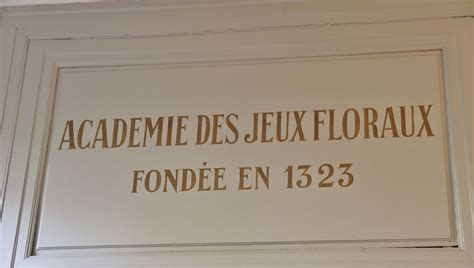 ACADEMIE DES JEUX FLORAUX
FONDÉE EN 1323